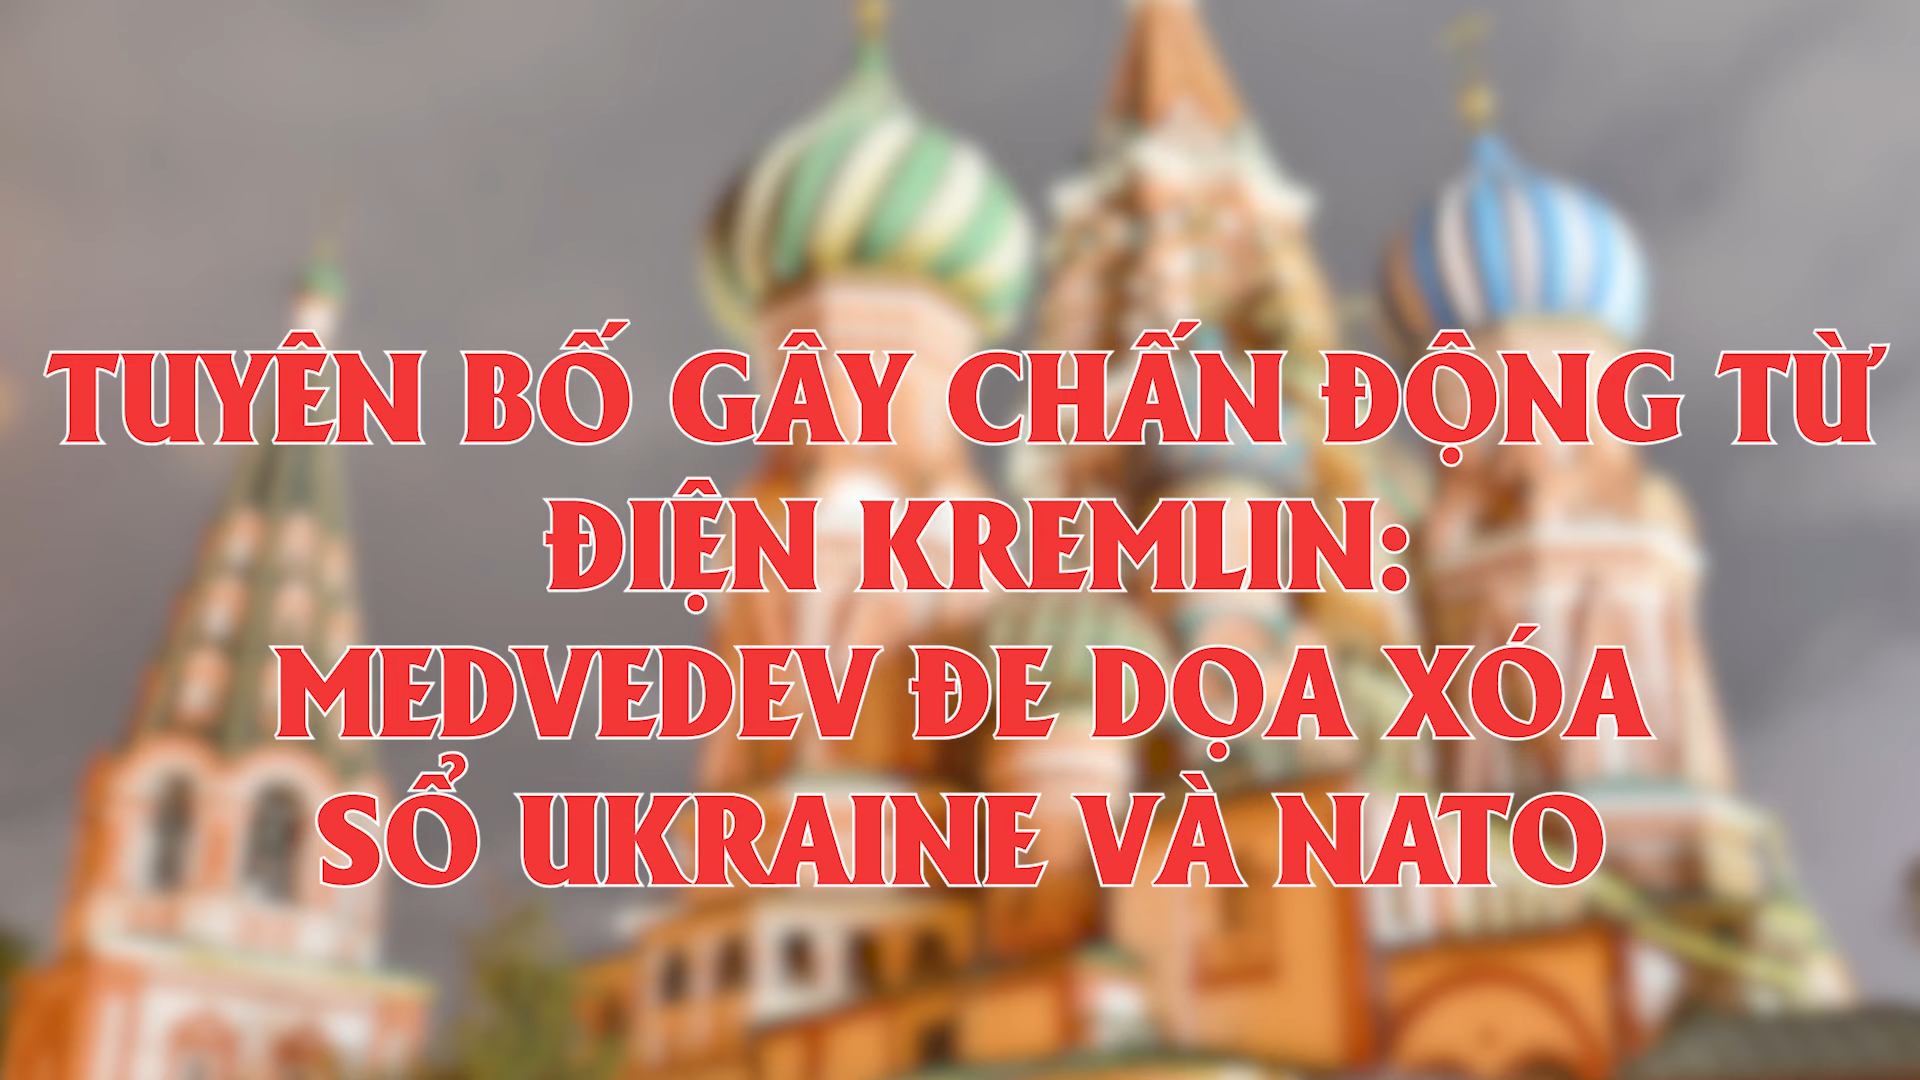 TUYÊN BỐ GÂY CHẤN ĐỘNG TỪ
ĐIỆN KREMLIN:
MEDVEDEV ĐE DỌA XÓA
SỔ UKRAINE VÀ NATO